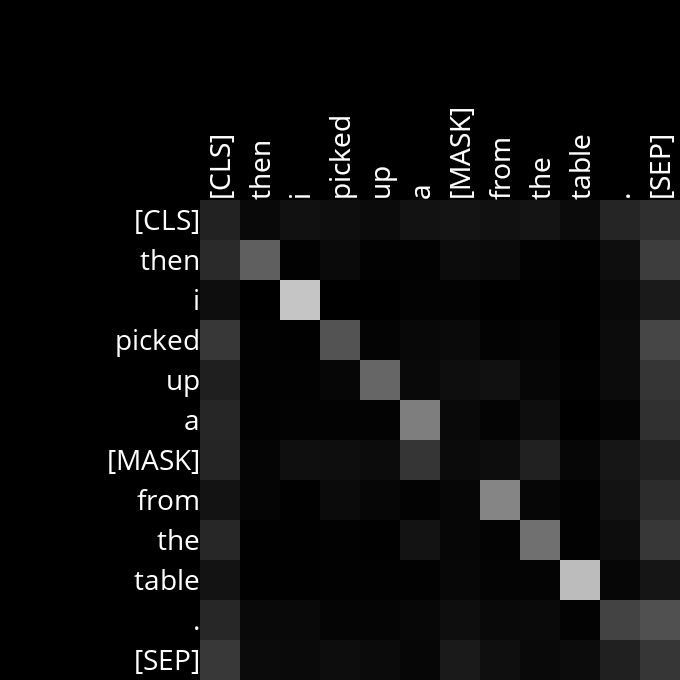 [CLS] then i picked up a [MASK] from the table . [SEP]
[CLS]
then
i
picked
up
a
[MASK]
from
the
table
.
[SEP]